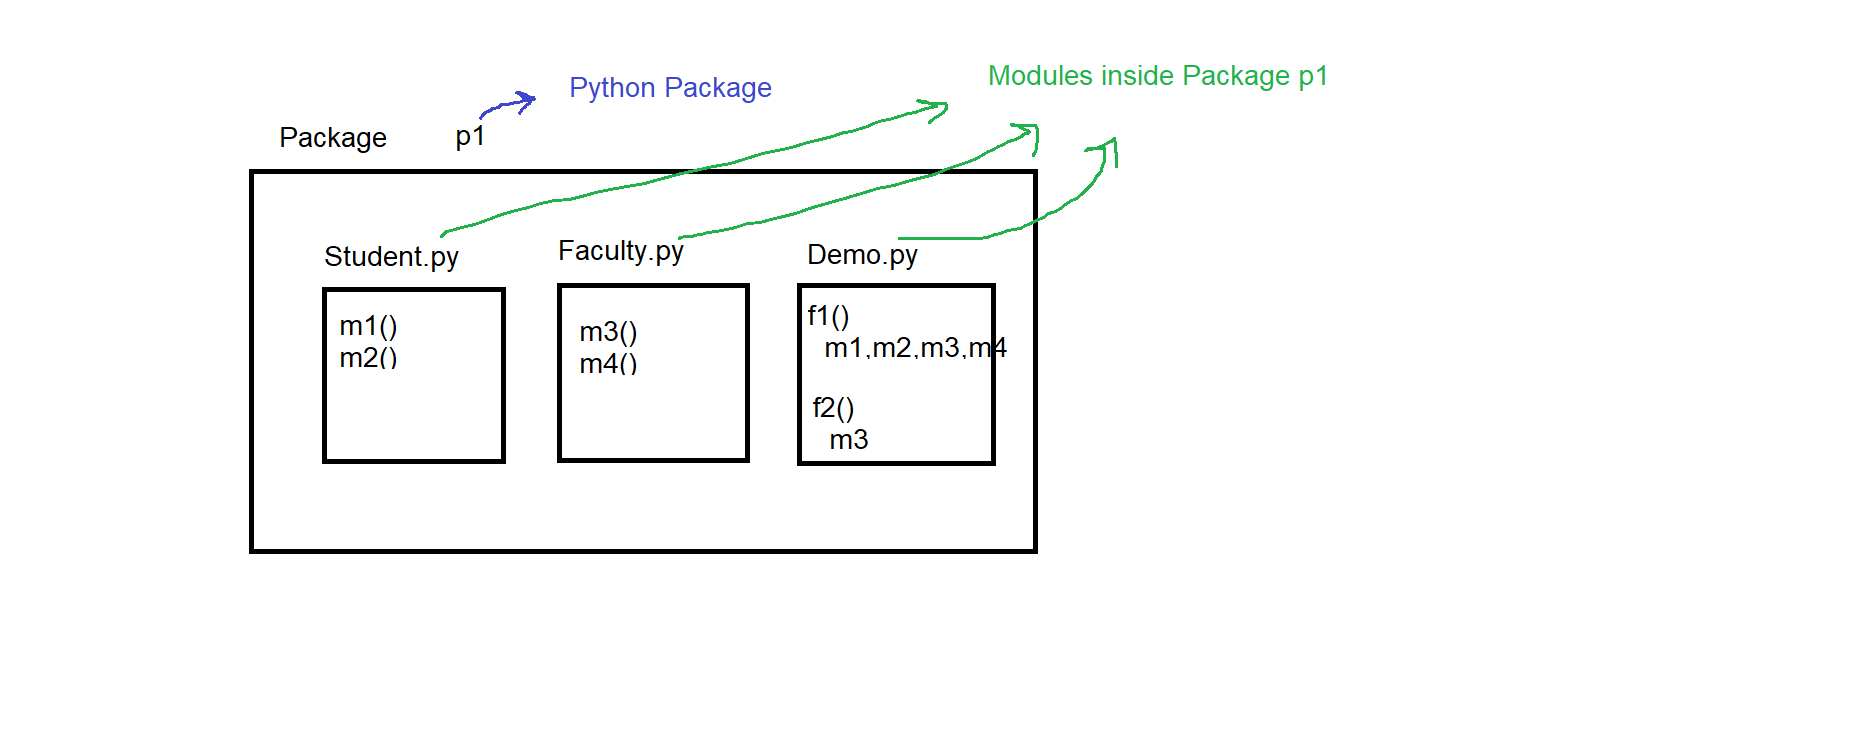 Modules inside Package p1
Python Package
Package p1
Student.py
Faculty.py
Demo.py
m1()
m2()
m3()
m4()
f1()
m1,m2,m3,m4
f2()
m3